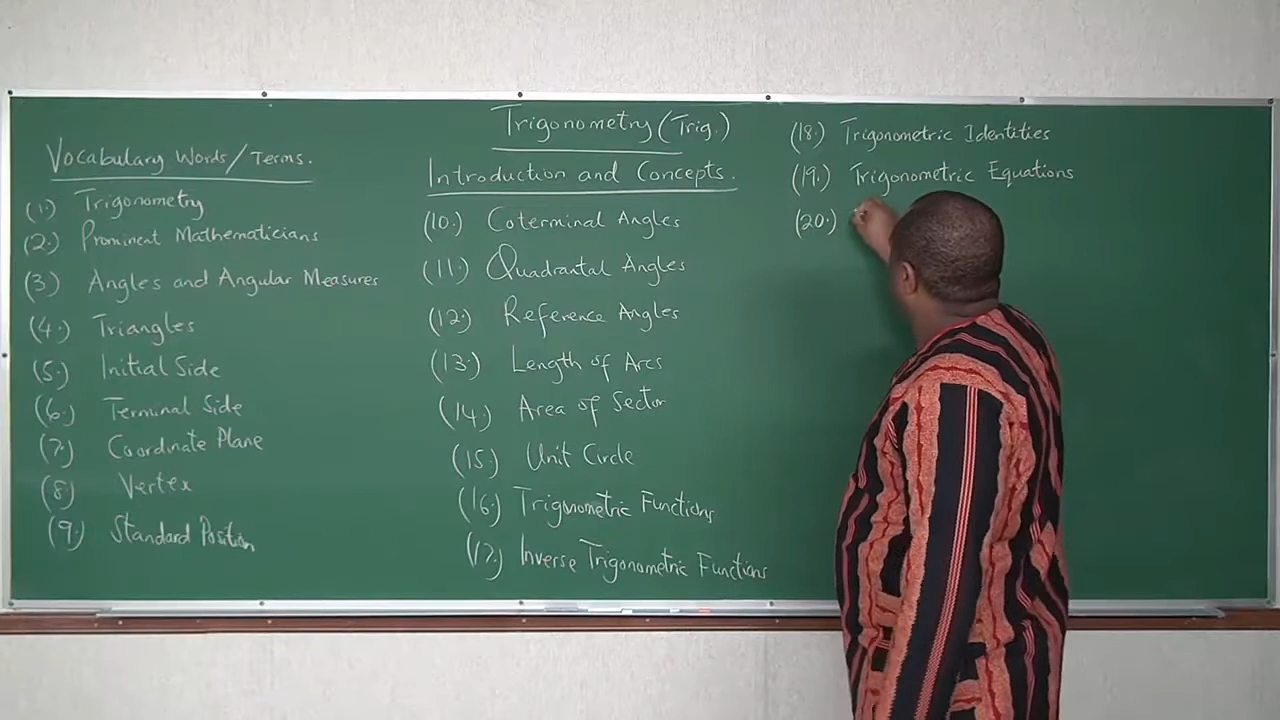 Trigonometry (Trig.)
Introduction and Concepts.
Vocabulary Words/Terms.
(1.) Trigonometry
(2.) Prominent Mathematicians
(3.) Angles and Angular Measures
(4.) Triangles
(5.) Initial Side
(6.) Terminal Side
(7.) Coordinate Plane
(8) Vertex
(9.) Standard Position
(10.) Coterminal Angles
(11.) Quadrantal Angles
(12.) Reference Angles
(13.) Length of Arcs
(14.) Area of Sector
(15.) Unit Circle
(16.) Trigonometric Functions
(17.) Inverse Trigonometric Functions
(18.) Trigonometric Identities
(19.) Trigonometric Equations
(20.)